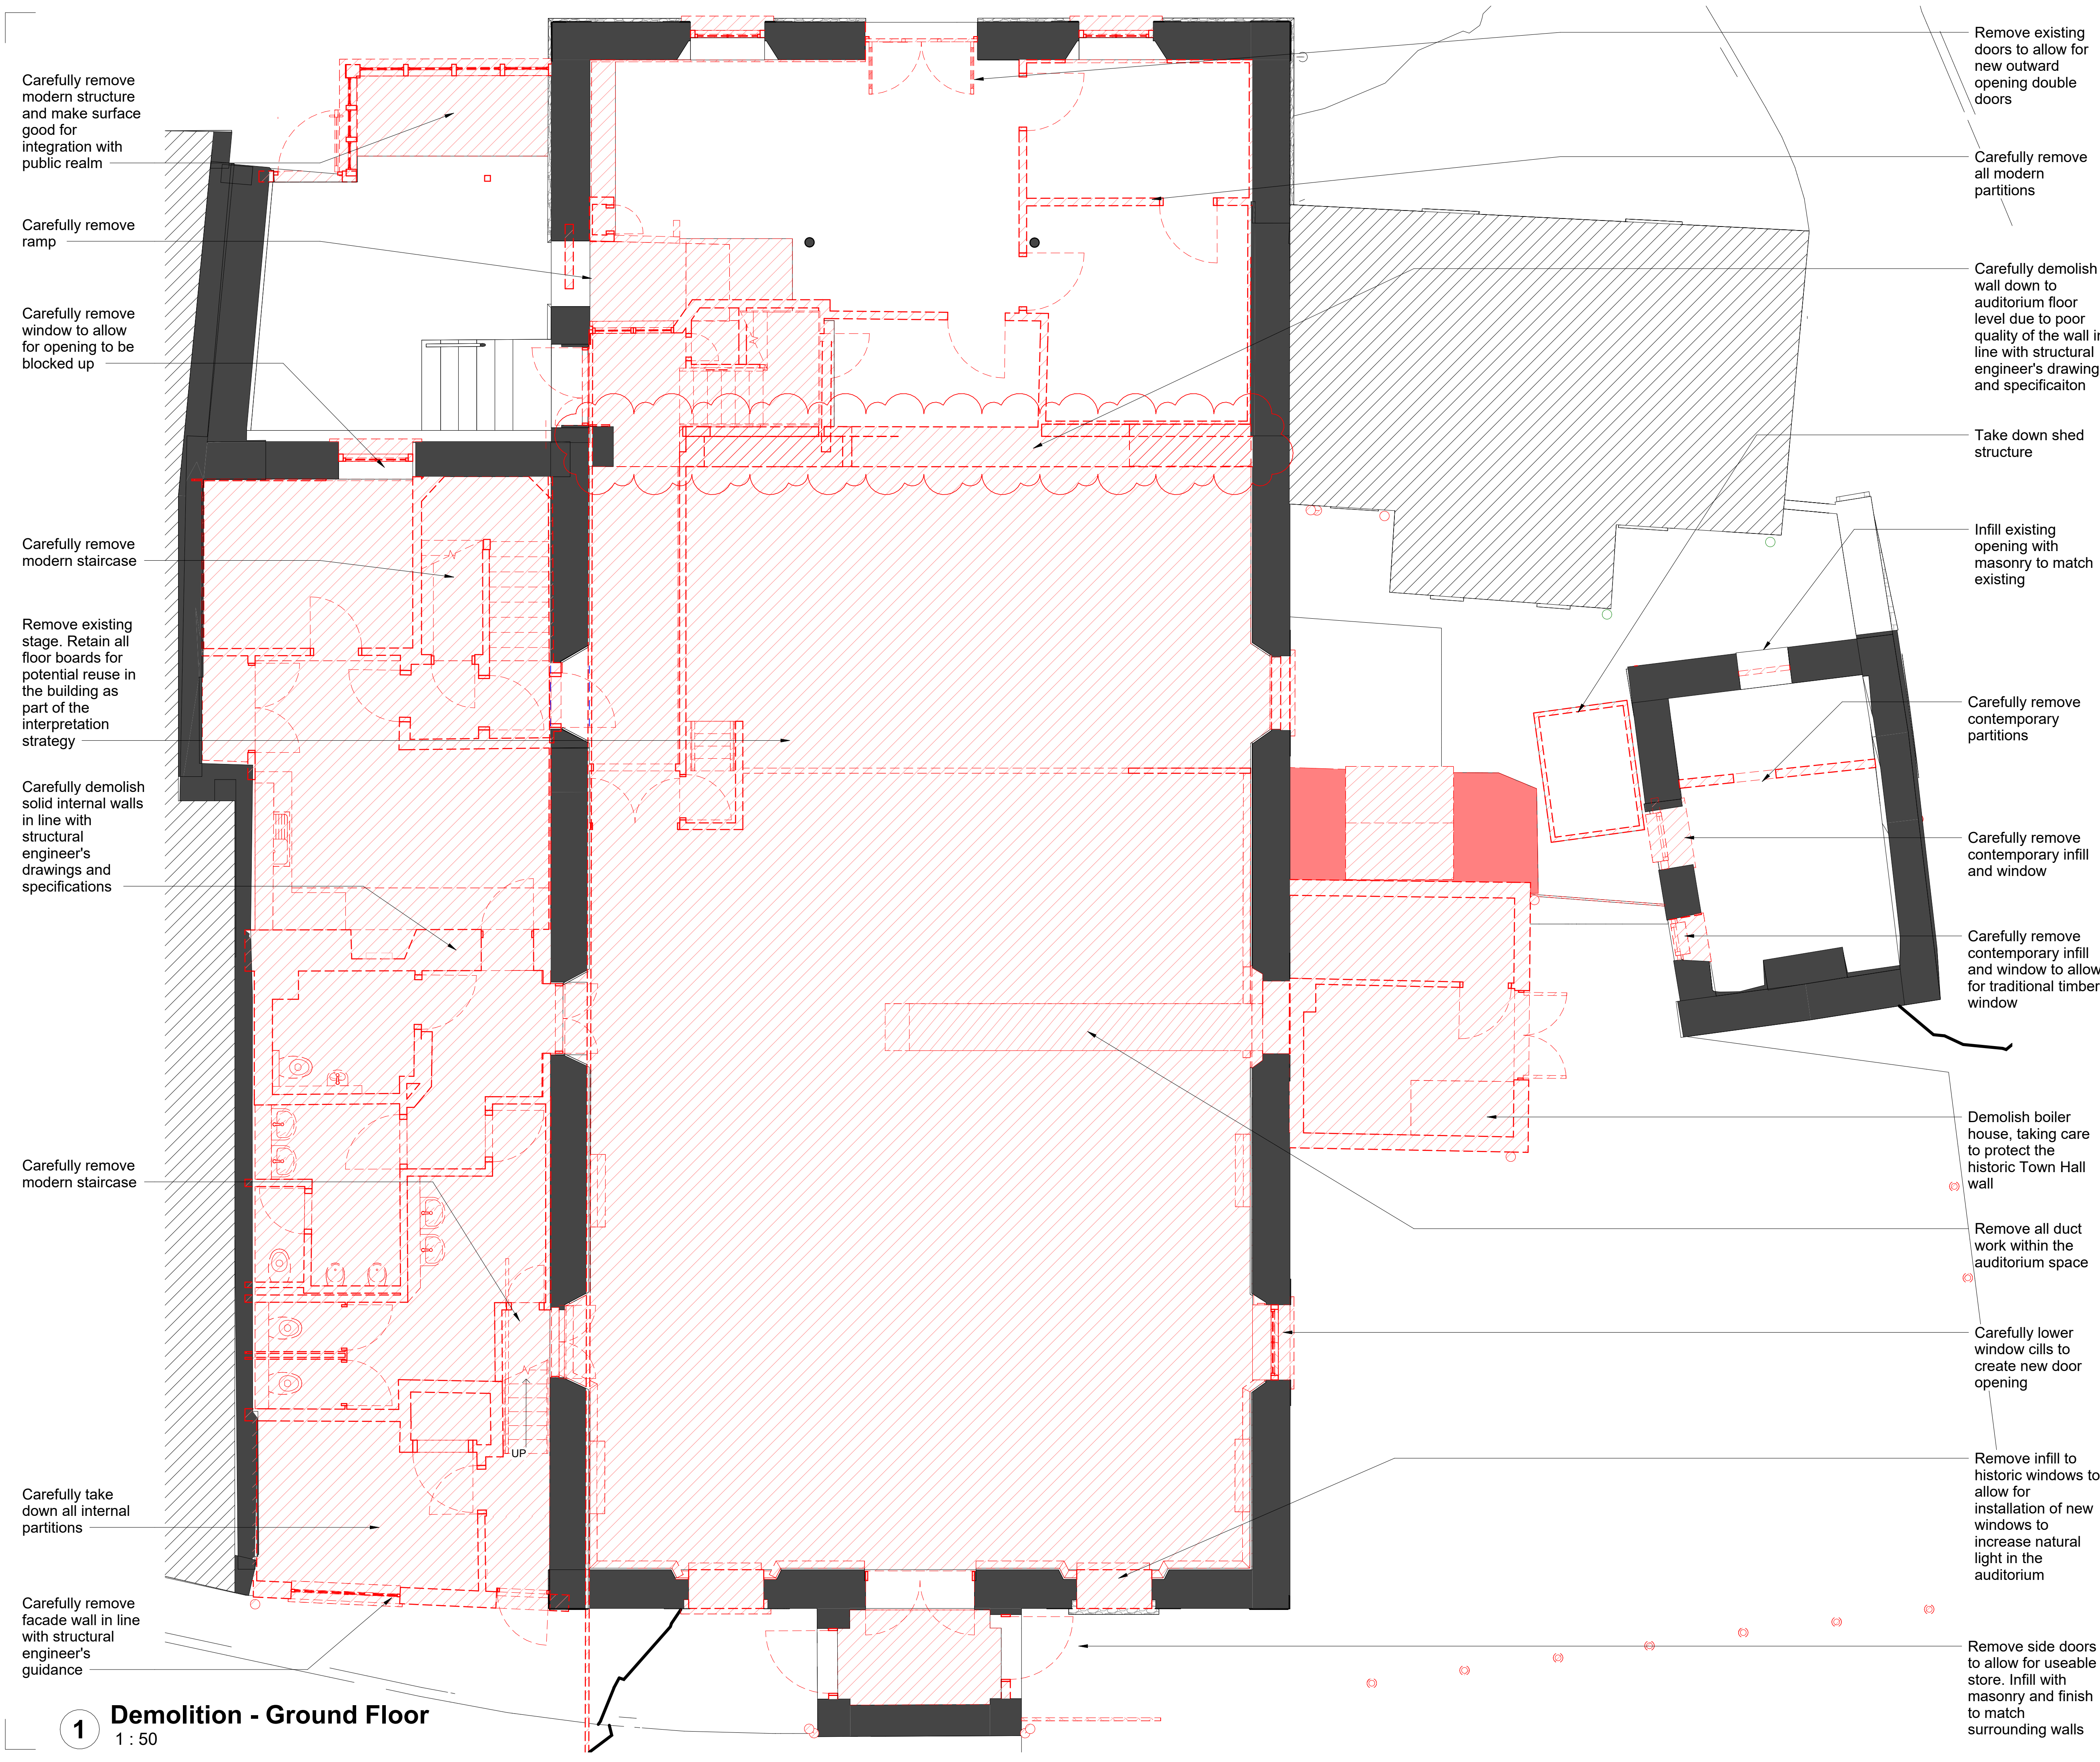 Carefully remove
modern structure
and make surface
good for
integration with
public realm
Carefully remove
ramp
Carefully remove
window to allow
for opening to be
blocked up
Carefully remove
modern staircase
Remove existing
stage. Retain all
floor boards for
potential reuse in
the building as
part of the
interpretation
strategy
Carefully demolish
solid internal walls
in line with
structural
engineer's
drawings and
specifications
Carefully remove
modern staircase
Carefully take
down all internal
partitions
Carefully remove
facade wall in line
with structural
engineer's
guidance
UP
Remove existing
doors to allow for
new outward
opening double
doors
Carefully remove
all modern
partitions
Carefully demolish
wall down to
auditorium floor
level due to poor
quality of the wall in
line with structural
engineer's drawing
and specificaiton
Take down shed
structure
Infill existing
opening with
masonry to match
existing
Carefully remove
contemporary
partitions
Carefully remove
contemporary infill
and window
Carefully remove
contemporary infill
and window to allow
for traditional timber
window
Demolish boiler
house, taking care
to protect the
historic Town Hall
wall
Remove all duct
work within the
auditorium space
Carefully lower
window cills to
create new door
opening
Remove infill to
historic windows to
allow for
installation of new
windows to
increase natural
light in the
auditorium
Remove side doors
to allow for useable
store. Infill with
masonry and finish
to match
surrounding walls
1 Demolition - Ground Floor
1 : 50